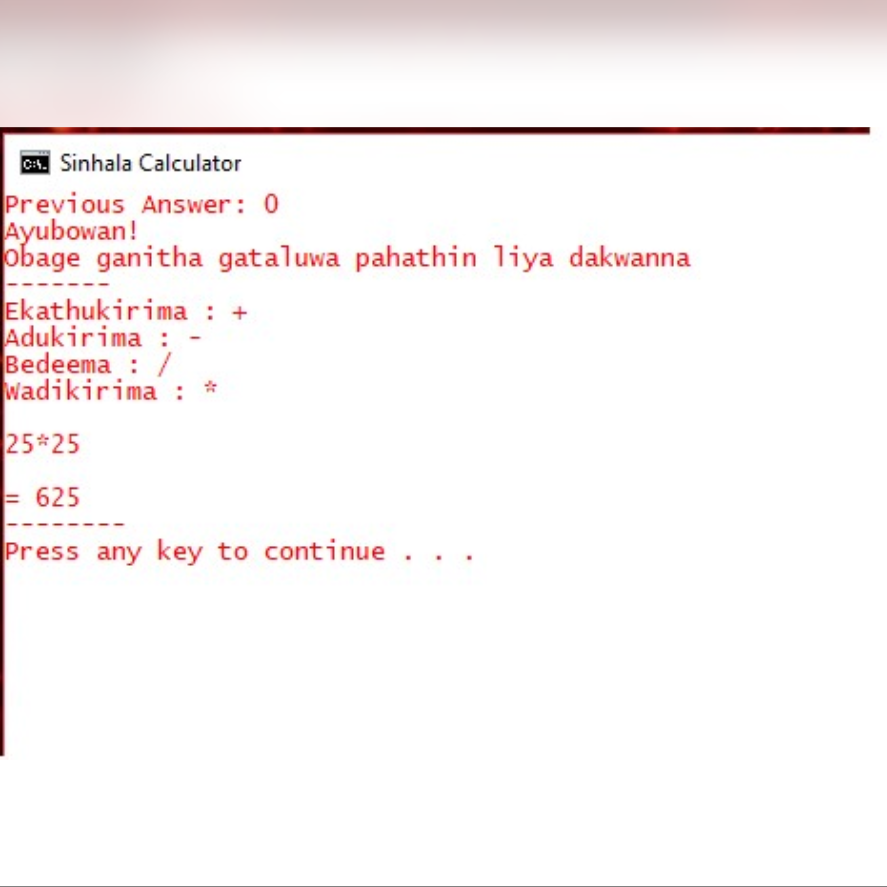 Sinhala Calculator
Previous Answer: 0
Ayubowan!
Obage ganitha gataluwa pahathin liya dakwanna
-------
Ekathukirima : +
Adukirima : -
Bedeema : /
Wadikirima : *
25*25
= 625
--------
Press any key to continue . . .